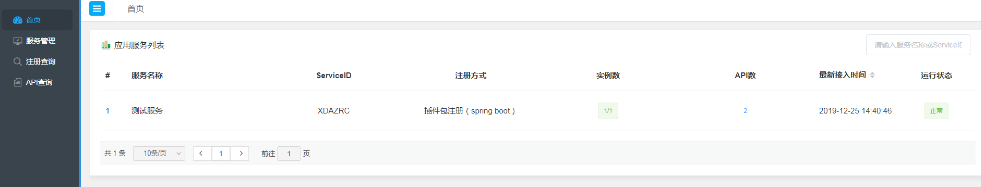 首页
服务管理
注册查询
API查询
首页
应用服务列表
请输入服务名称或ServiceID
# 服务名称 ServiceID 注册方式 实例数 API数 最新接入时间 运行状态
1 测试服务 XDAZRC 插件包注册（spring boot） 1/1 2 2019-12-25 14:40:46 正常
共 1 条 10条/页 1 前往 1 页